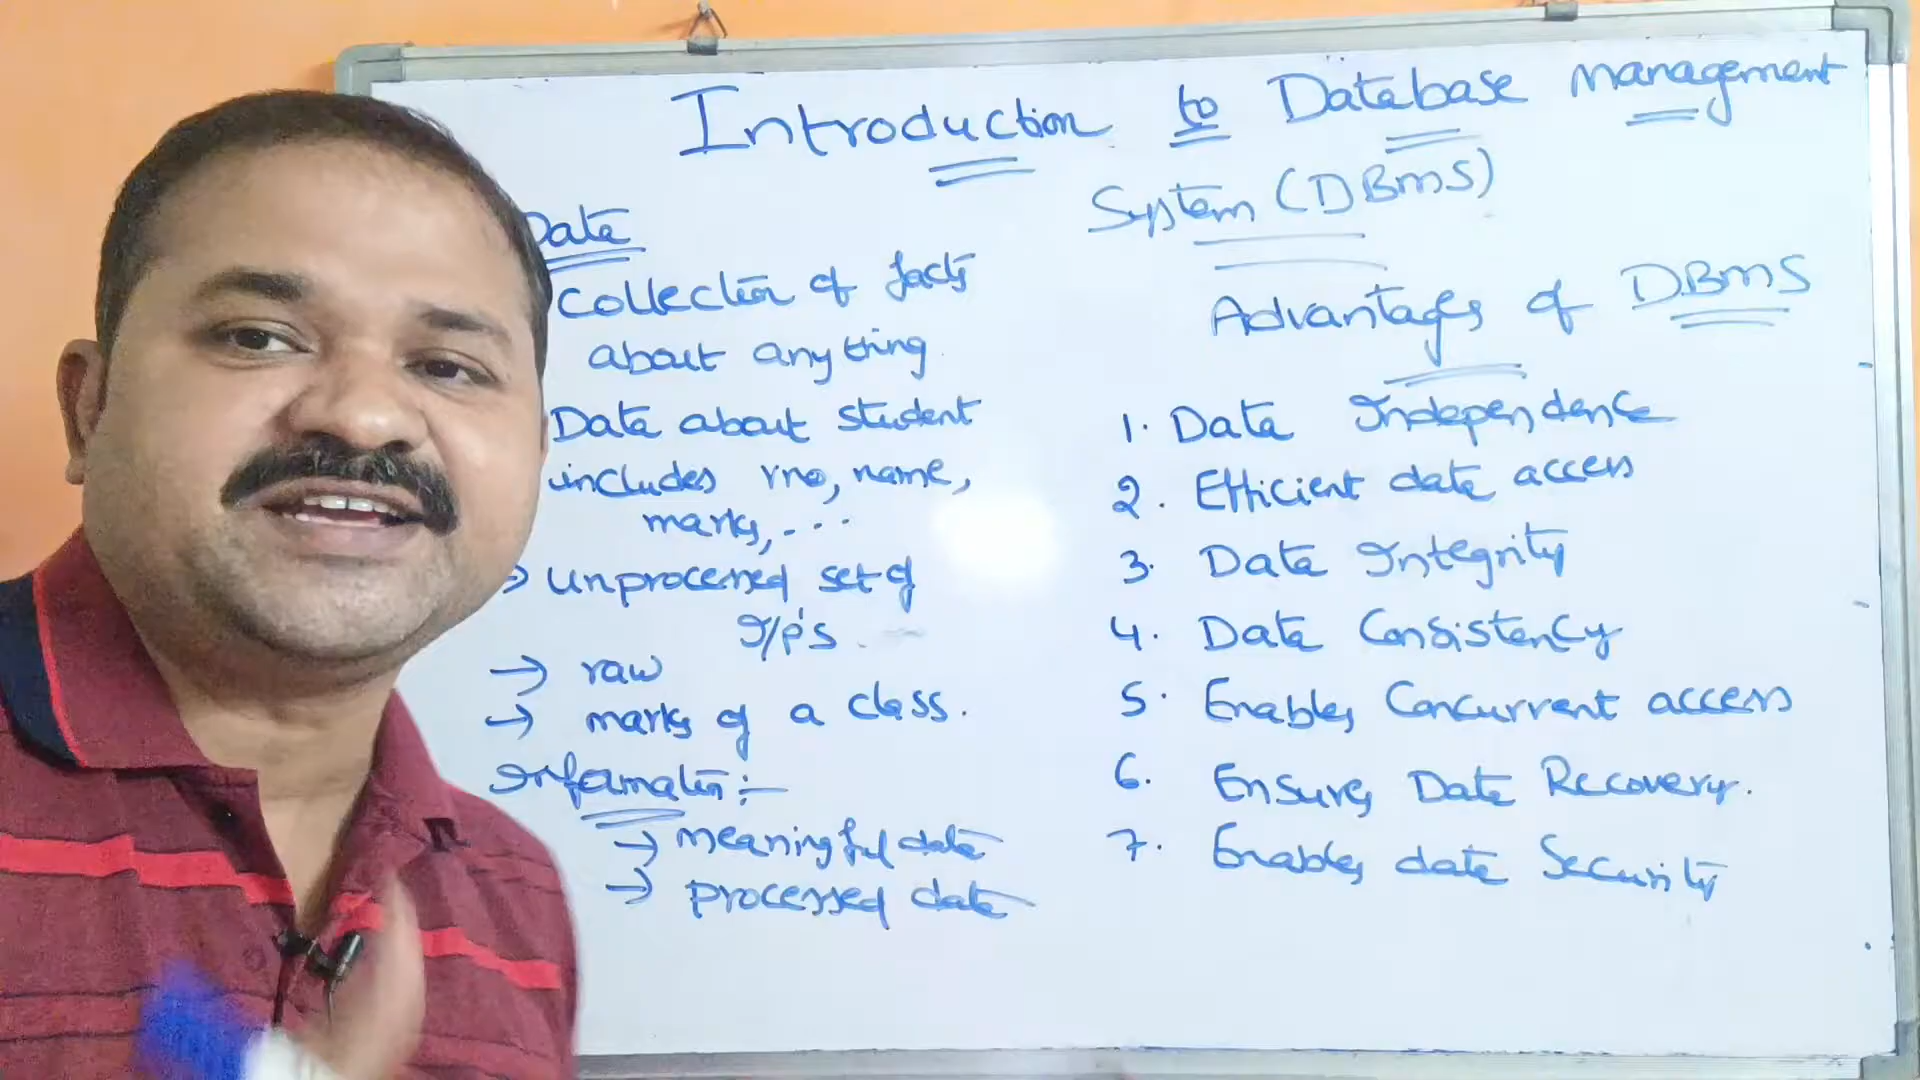 Introduction to Database Management
System (DBMS)
Data
Collection of facts
about anything.
Data about student
includes rno, name,
marks, - ...
→ unprocessed set of
I/p's
→ raw
→ marks of a class.
Information :-
→ meaningful data
→ processed data
Advantages of DBMS
1. Data Independence
2. Efficient data access
3. Data Integrity
4. Data Consistency
5. Enables Concurrent access
6. Ensures Data Recovery.
7. Enables data Security